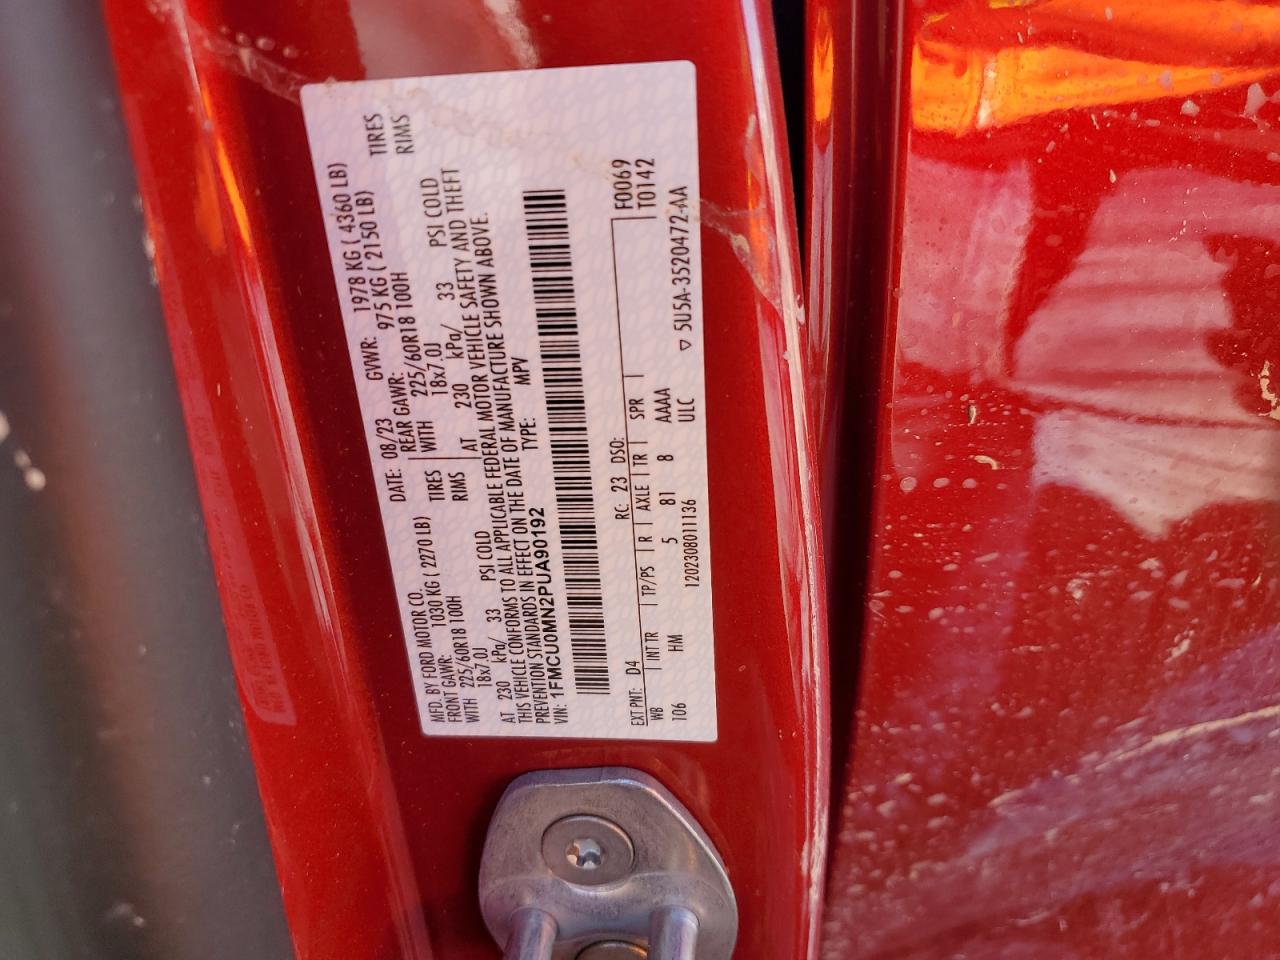 MFD. BY FORD MOTOR CO. DATE: 08/23 GVWR: 1978 KG ( 4360 LB)
FRONT GAWR: 1030 KG ( 2270 LB) REAR GAWR: 975 KG ( 2150 LB)
WITH 225/60R18 100H TIRES WITH 225/60R18 100H TIRES
18x7.0J RIMS 18x7.0J RIMS
AT 230 kPa/ 33 PSI COLD AT 230 kPa/ 33 PSI COLD
THIS VEHICLE CONFORMS TO ALL APPLICABLE FEDERAL MOTOR VEHICLE SAFETY AND THEFT
PREVENTION STANDARDS IN EFFECT ON THE DATE OF MANUFACTURE SHOWN ABOVE.
VIN: 1FMCU0MN2PUA90192 TYPE: MPV
F0069
EXT PNT: D4 RC: 23 DSO: T0142
WB INT TR TP/PS R AXLE TR SPR
106 HM 5 81 8 AAAA
120230801136 ULC ▽ 5U5A-3520472-AA